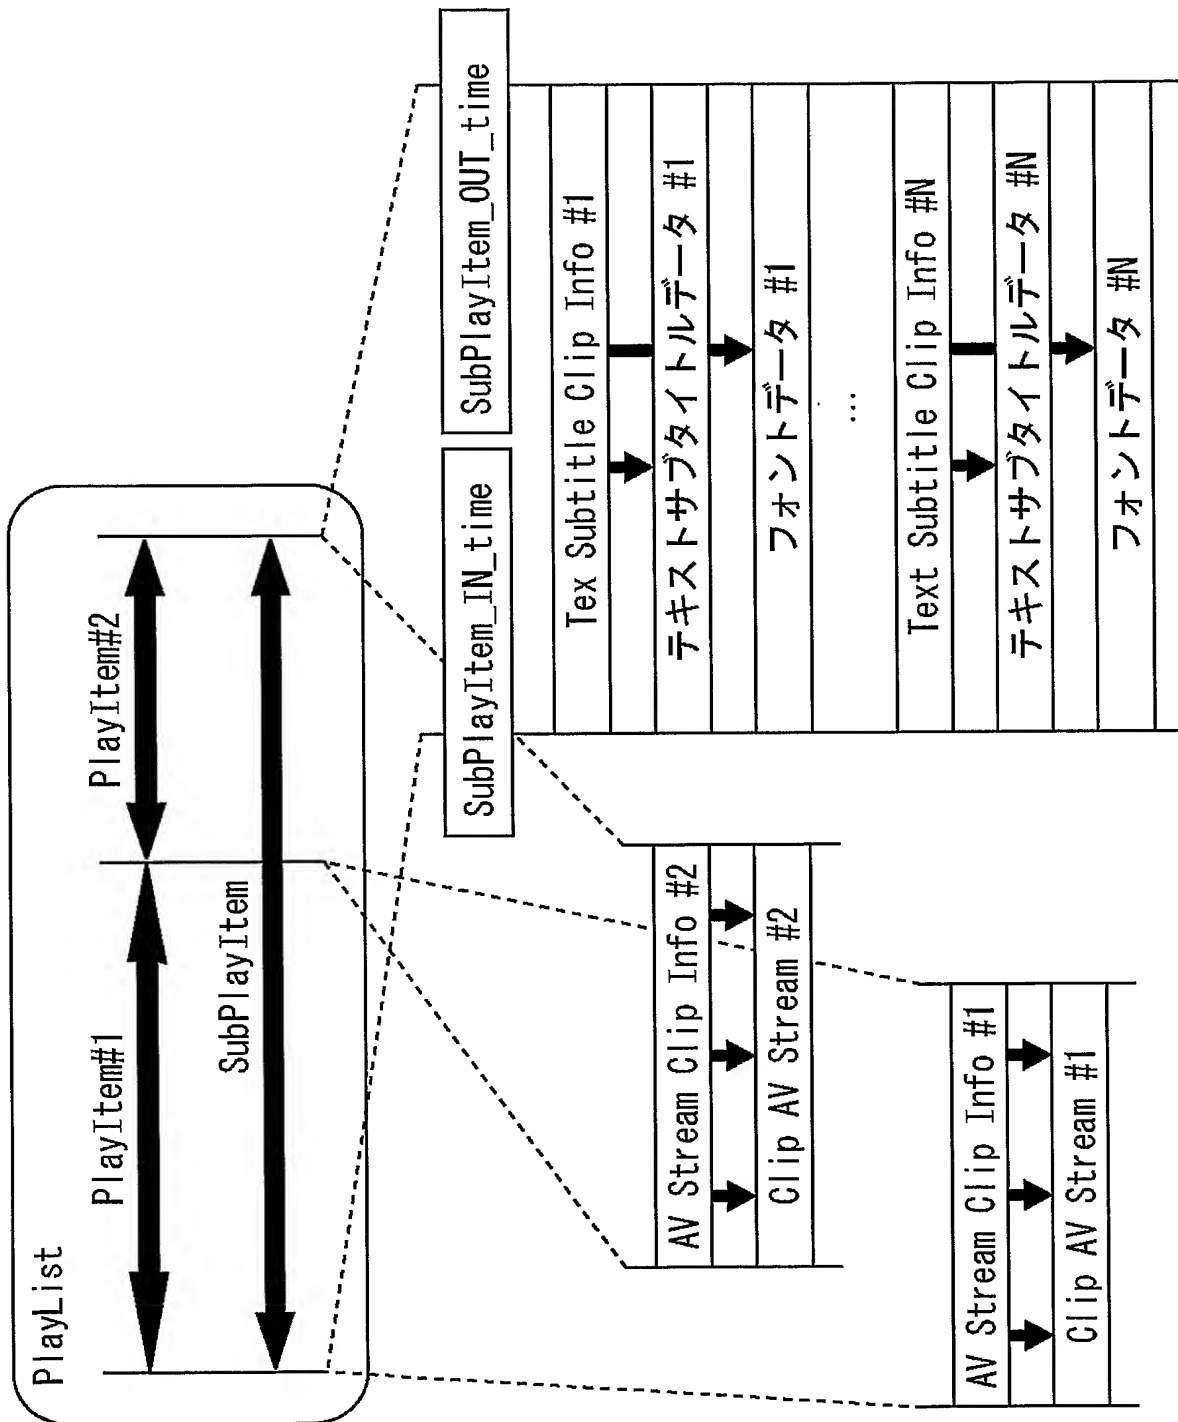 PlayList
PlayItem#1
PlayItem#2
SubPlayItem
SubPlayItem_IN_time
SubPlayItem_OUT_time
Tex Subtitle Clip Info #1
テキストサブタイトルデータ #1
フォントデータ #1
...
Text Subtitle Clip Info #N
テキストサブタイトルデータ #N
フォントデータ #N
AV Stream Clip Info #2
Clip AV Stream #2
AV Stream Clip Info #1
Clip AV Stream #1